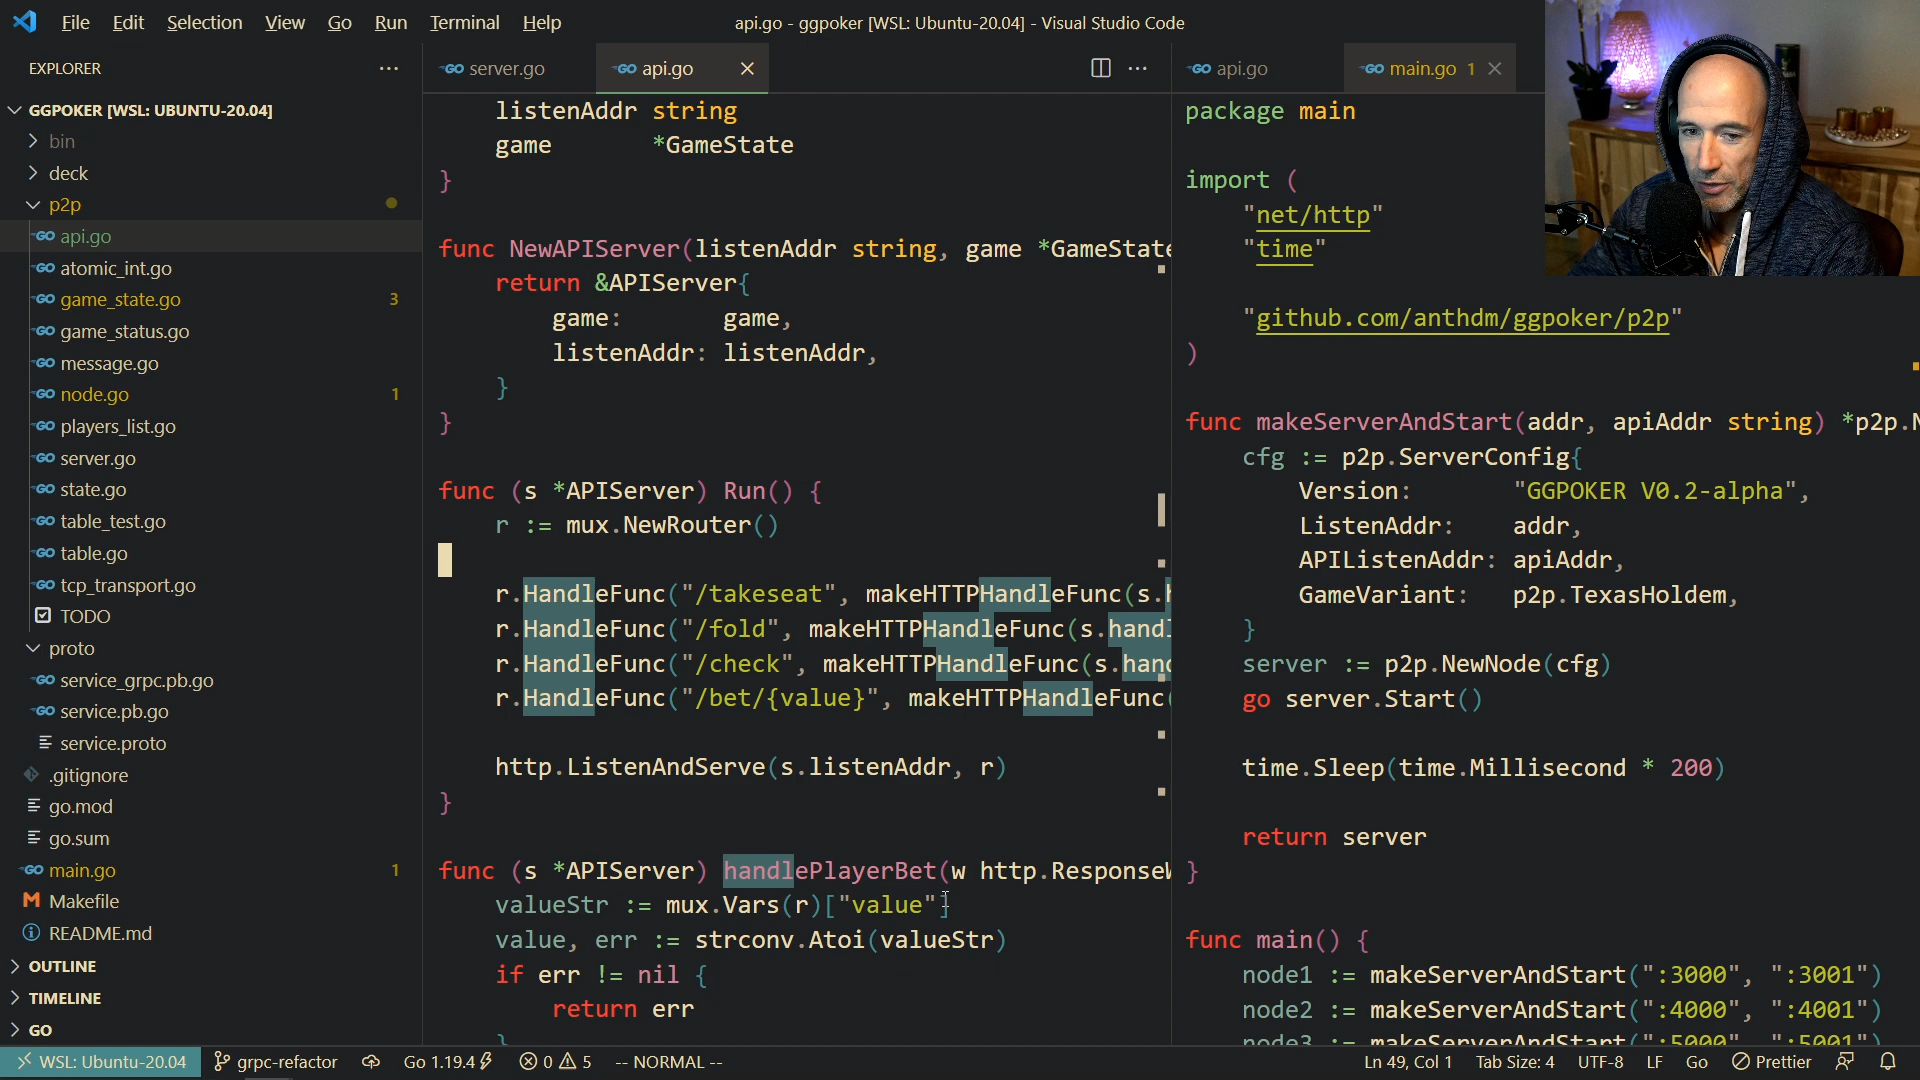 File Edit Selection View Go Run Terminal Help
api.go - ggpoker [WSL: Ubuntu-20.04] - Visual Studio Code
EXPLORER
GGPOKER [WSL: UBUNTU-20.04]
bin
deck
p2p
api.go
atomic_int.go
game_state.go 3
game_status.go
message.go
node.go 1
players_list.go
server.go
state.go
table_test.go
table.go
tcp_transport.go
TODO
proto
service_grpc.pb.go
service.pb.go
service.proto
.gitignore
go.mod
go.sum
main.go 1
Makefile
README.md
OUTLINE
TIMELINE
GO
server.go api.go
listenAddr string
game *GameState
}
func NewAPIServer(listenAddr string, game *GameState
return &APIServer{
game: game,
listenAddr: listenAddr,
}
}
func (s *APIServer) Run() {
r := mux.NewRouter()
r.HandleFunc("/takeseat", makeHTTPHandleFunc(s.h
r.HandleFunc("/fold", makeHTTPHandleFunc(s.handl
r.HandleFunc("/check", makeHTTPHandleFunc(s.hand
r.HandleFunc("/bet/{value}", makeHTTPHandleFunc(
http.ListenAndServe(s.listenAddr, r)
}
func (s *APIServer) handlePlayerBet(w http.ResponseW
valueStr := mux.Vars(r)["value"]
value, err := strconv.Atoi(valueStr)
if err != nil {
return err
}
api.go main.go 1
package main
import (
"net/http"
"time"
"github.com/anthdm/ggpoker/p2p"
)
func makeServerAndStart(addr, apiAddr string) *p2p.N
cfg := p2p.ServerConfig{
Version: "GGPOKER V0.2-alpha",
ListenAddr: addr,
APIListenAddr: apiAddr,
GameVariant: p2p.TexasHoldem,
}
server := p2p.NewNode(cfg)
go server.Start()
time.Sleep(time.Millisecond * 200)
return server
}
func main() {
node1 := makeServerAndStart(":3000", ":3001")
node2 := makeServerAndStart(":4000", ":4001")
node3 := makeServerAndStart(":5000", ":5001")
WSL: Ubuntu-20.04 grpc-refactor Go 1.19.4 0 5 -- NORMAL -- Ln 49, Col 1 Tab Size: 4 UTF-8 LF Go Prettier